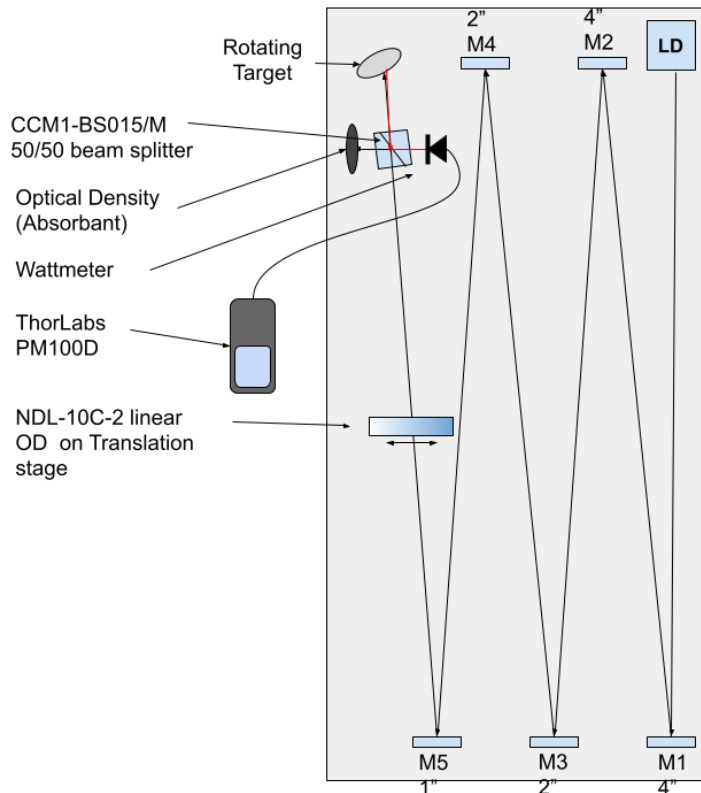 2”
4”
M4
M2
LD
Rotating
Target
CCM1-BS015/M
50/50 beam splitter
Optical Density
(Absorbant)
Wattmeter
ThorLabs
PM100D
NDL-10C-2 linear
OD on Translation
stage
M5
M3
M1
1”
2”
4”